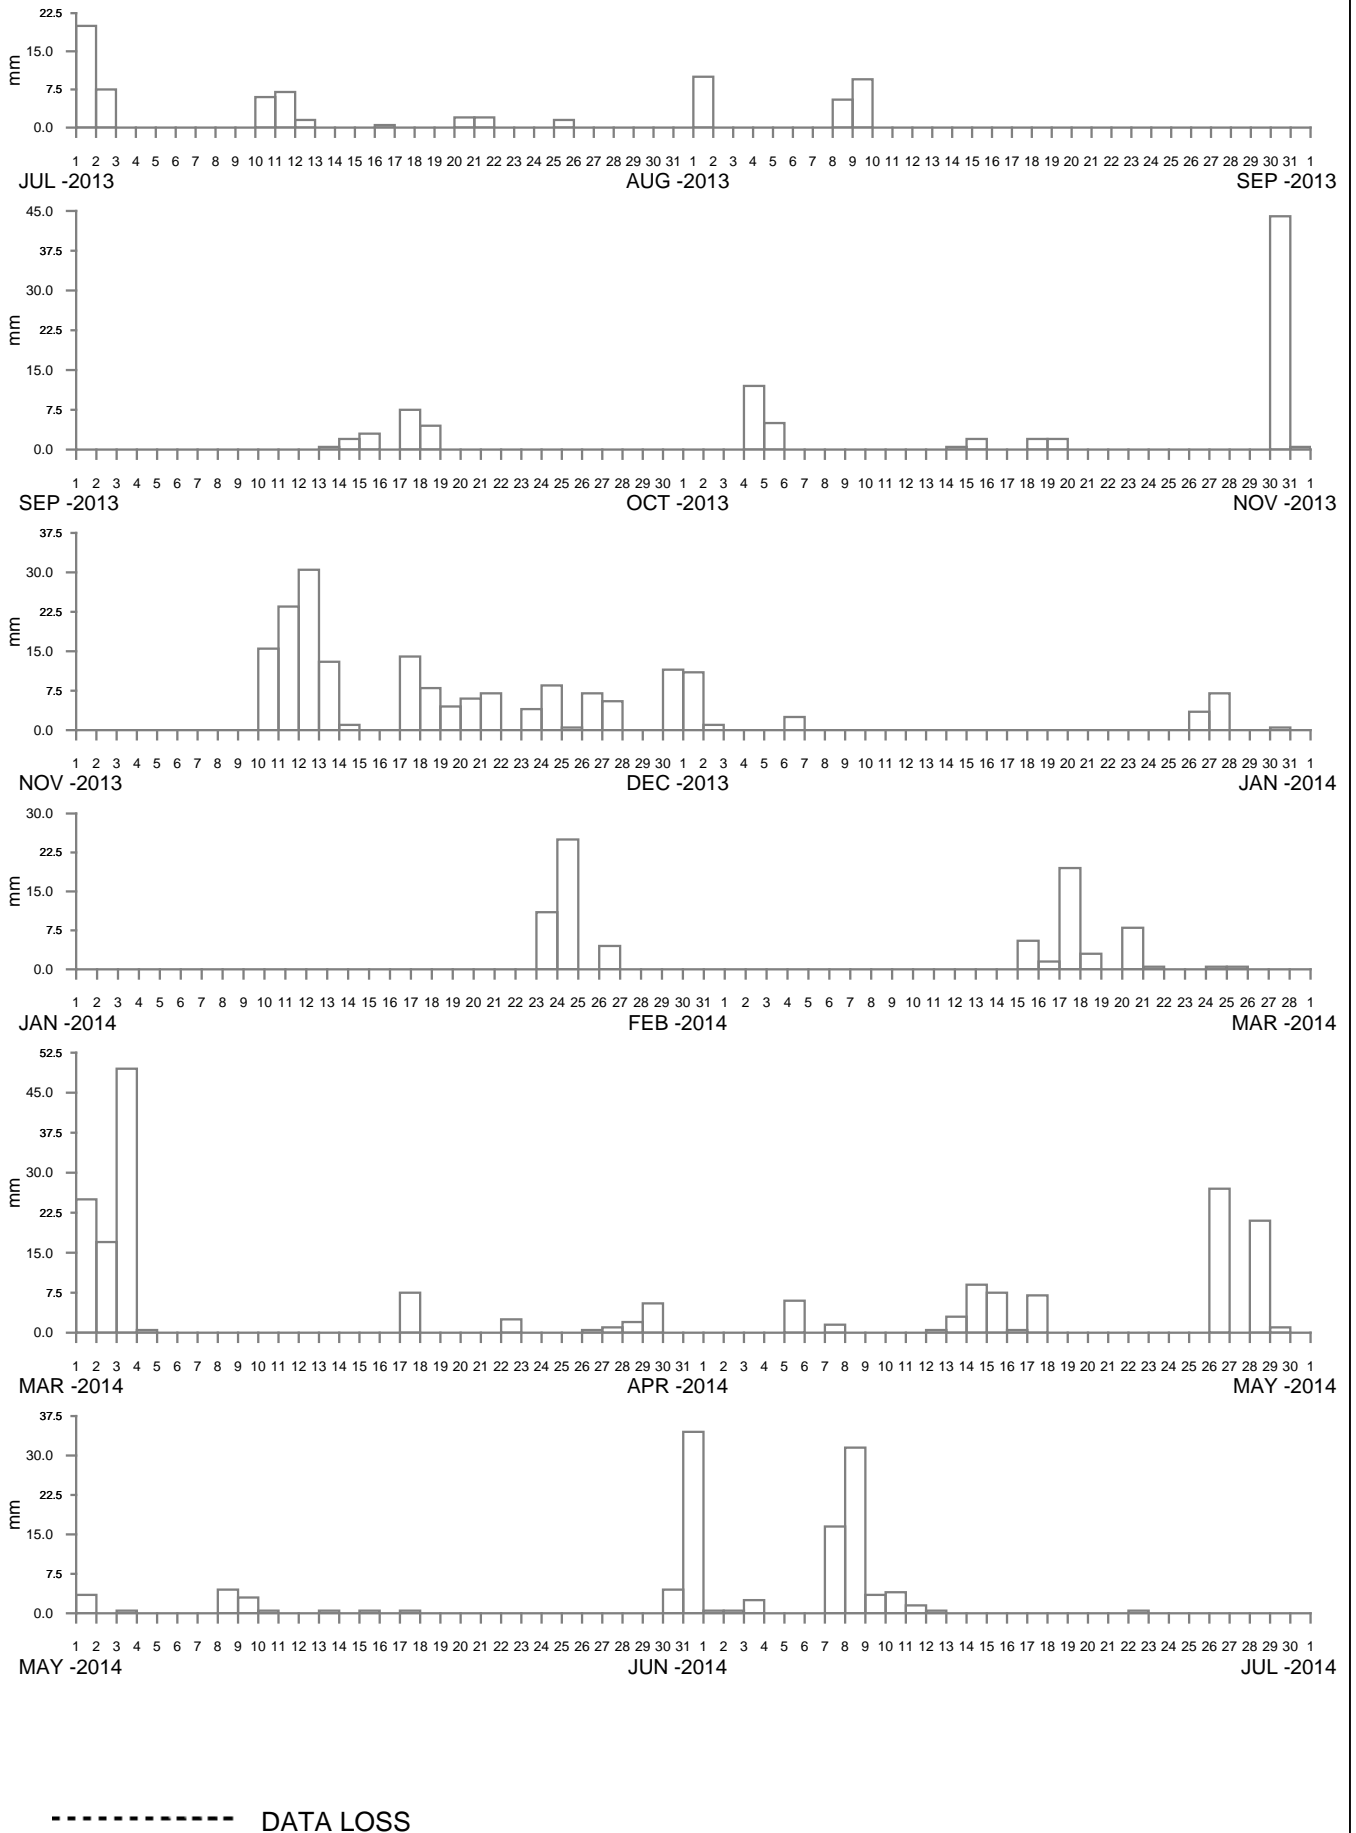 22.5
15.0
7.5
0.0
mm
1 2 3 4 5 6 7 8 9 10 11 12 13 14 15 16 17 18 19 20 21 22 23 24 25 26 27 28 29 30 31 1 2 3 4 5 6 7 8 9 10 11 12 13 14 15 16 17 18 19 20 21 22 23 24 25 26 27 28 29 30 31 1
JUL -2013 AUG -2013 SEP -2013
45.0
37.5
30.0
22.5
15.0
7.5
0.0
mm
1 2 3 4 5 6 7 8 9 10 11 12 13 14 15 16 17 18 19 20 21 22 23 24 25 26 27 28 29 30 1 2 3 4 5 6 7 8 9 10 11 12 13 14 15 16 17 18 19 20 21 22 23 24 25 26 27 28 29 30 31 1
SEP -2013 OCT -2013 NOV -2013
37.5
30.0
22.5
15.0
7.5
0.0
mm
1 2 3 4 5 6 7 8 9 10 11 12 13 14 15 16 17 18 19 20 21 22 23 24 25 26 27 28 29 30 1 2 3 4 5 6 7 8 9 10 11 12 13 14 15 16 17 18 19 20 21 22 23 24 25 26 27 28 29 30 31 1
NOV -2013 DEC -2013 JAN -2014
30.0
22.5
15.0
7.5
0.0
mm
1 2 3 4 5 6 7 8 9 10 11 12 13 14 15 16 17 18 19 20 21 22 23 24 25 26 27 28 29 30 31 1 2 3 4 5 6 7 8 9 10 11 12 13 14 15 16 17 18 19 20 21 22 23 24 25 26 27 28 1
JAN -2014 FEB -2014 MAR -2014
52.5
45.0
37.5
30.0
22.5
15.0
7.5
0.0
mm
1 2 3 4 5 6 7 8 9 10 11 12 13 14 15 16 17 18 19 20 21 22 23 24 25 26 27 28 29 30 31 1 2 3 4 5 6 7 8 9 10 11 12 13 14 15 16 17 18 19 20 21 22 23 24 25 26 27 28 29 30 1
MAR -2014 APR -2014 MAY -2014
37.5
30.0
22.5
15.0
7.5
0.0
mm
1 2 3 4 5 6 7 8 9 10 11 12 13 14 15 16 17 18 19 20 21 22 23 24 25 26 27 28 29 30 31 1 2 3 4 5 6 7 8 9 10 11 12 13 14 15 16 17 18 19 20 21 22 23 24 25 26 27 28 29 30 1
MAY -2014 JUN -2014 JUL -2014
DATA LOSS